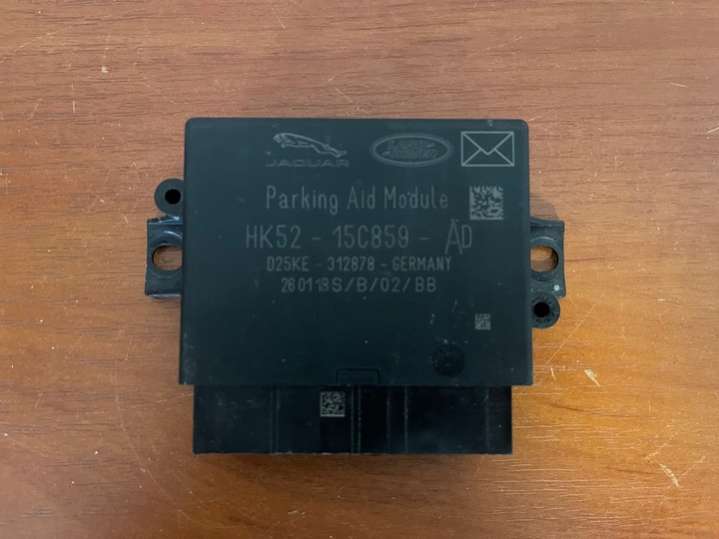 JAGUAR
Parking Aid Module
HK52 - 15C859 - AD
D25KE - 312878 - GERMANY
260118S/B/02/BB